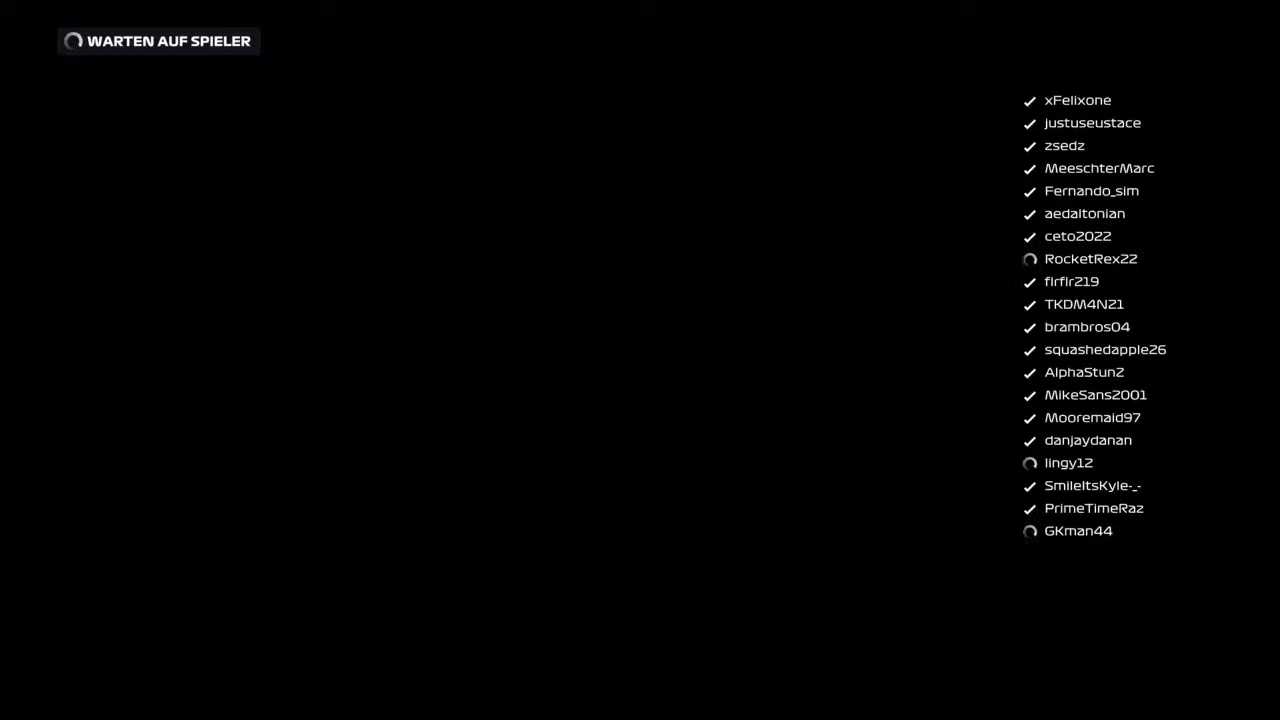 WARTEN AUF SPIELER
xFelixone
justuseustace
zsedz
MeeschterMarc
Fernando_sim
aedaltonian
ceto2022
RocketRex22
firfir219
TKDM4N21
brambros04
squashedapple26
AlphaStun2
MikeSans2001
Mooremaid97
danjaydanan
lingy12
SmileItsKyle-_-
PrimeTimeRaz
GKman44